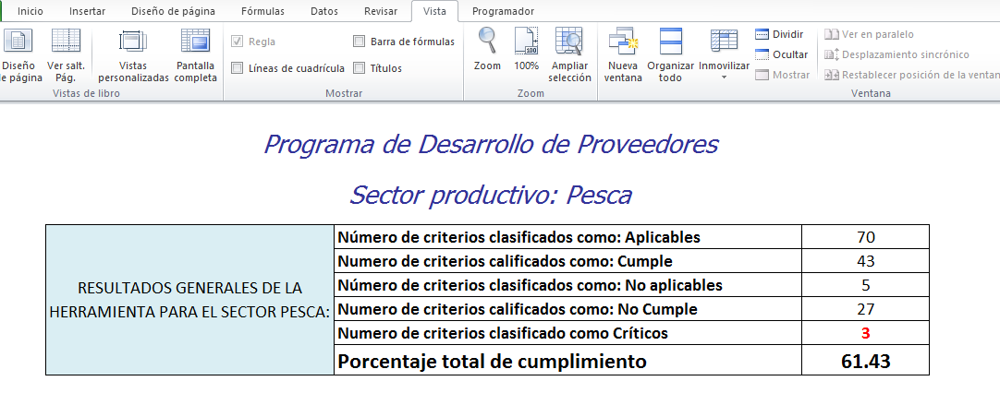 Inicio Insertar Diseño de página Fórmulas Datos Revisar Vista Programador
Diseño Ver salt. Vistas Pantalla
de página Pág. personalizadas completa
Vistas de libro
Regla Barra de fórmulas
Líneas de cuadrícula Títulos
Mostrar
Zoom 100% Ampliar
selección
Zoom
Nueva Organizar Inmovilizar
ventana todo
Dividir
Ocultar
Mostrar
Ver en paralelo
Desplazamiento sincrónico
Restablecer posición de la ventan
Ventana
Programa de Desarrollo de Proveedores
Sector productivo: Pesca
RESULTADOS GENERALES DE LA
HERRAMIENTA PARA EL SECTOR PESCA:
Número de criterios clasificados como: Aplicables 70
Numero de criterios calificados como: Cumple 43
Número de criterios clasificados como: No aplicables 5
Numero de criterios calificados como: No Cumple 27
Numero de criterios clasificado como Críticos 3
Porcentaje total de cumplimiento 61.43